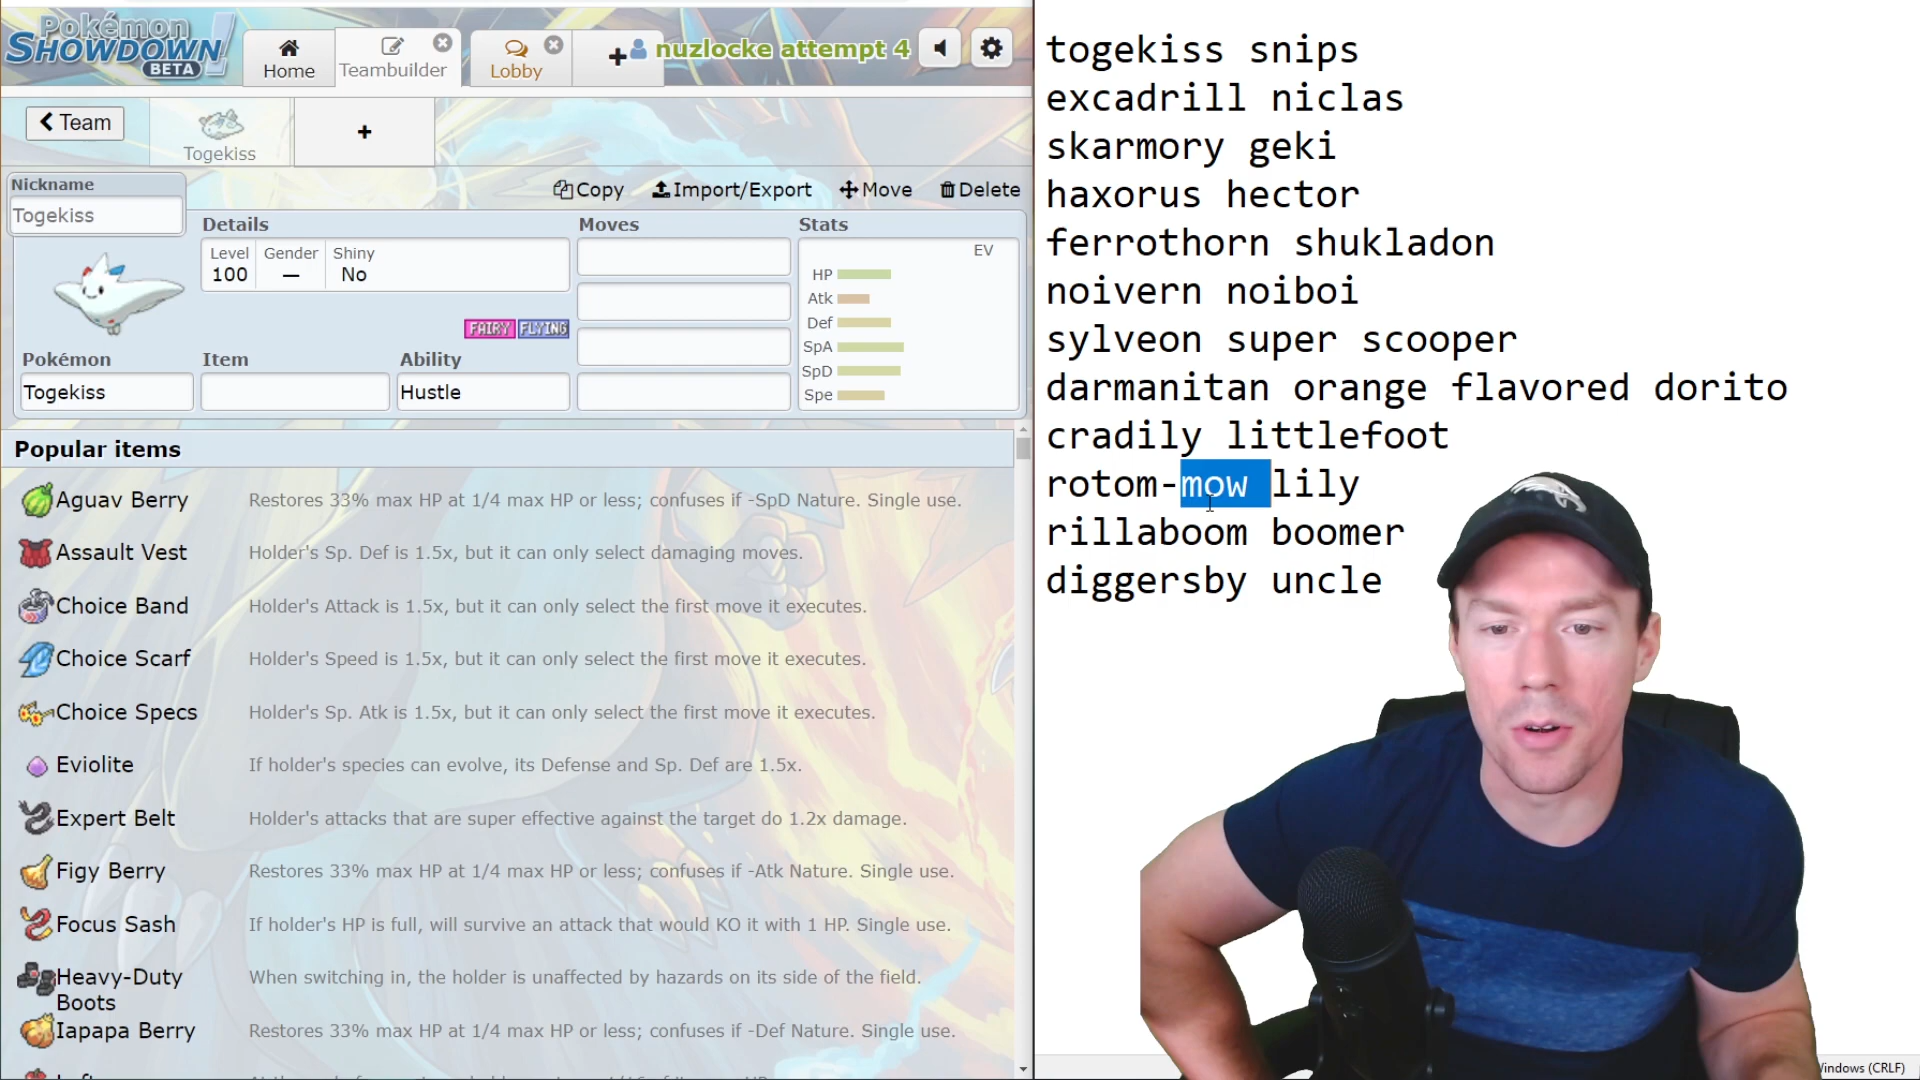 Pokémon
SHOWDOWN!
BETA
Home
Teambuilder
Lobby
nuzlocke attempt 4
Team
Togekiss
Copy
Import/Export
Move
Delete
Nickname
Togekiss
Details
Level
100
Gender
—
Shiny
No
FAIRY FLYING
Pokémon
Togekiss
Item
Ability
Hustle
Moves
Stats
EV
HP
Atk
Def
SpA
SpD
Spe
Popular items
Aguav Berry Restores 33% max HP at 1/4 max HP or less; confuses if -SpD Nature. Single use.
Assault Vest Holder's Sp. Def is 1.5x, but it can only select damaging moves.
Choice Band Holder's Attack is 1.5x, but it can only select the first move it executes.
Choice Scarf Holder's Speed is 1.5x, but it can only select the first move it executes.
Choice Specs Holder's Sp. Atk is 1.5x, but it can only select the first move it executes.
Eviolite If holder's species can evolve, its Defense and Sp. Def are 1.5x.
Expert Belt Holder's attacks that are super effective against the target do 1.2x damage.
Figy Berry Restores 33% max HP at 1/4 max HP or less; confuses if -Atk Nature. Single use.
Focus Sash If holder's HP is full, will survive an attack that would KO it with 1 HP. Single use.
Heavy-Duty Boots When switching in, the holder is unaffected by hazards on its side of the field.
Iapapa Berry Restores 33% max HP at 1/4 max HP or less; confuses if -Def Nature. Single use.
togekiss snips
excadrill niclas
skarmory geki
haxorus hector
ferrothorn shukladon
noivern noiboi
sylveon super scooper
darmanitan orange flavored dorito
cradily littlefoot
rotom-mow lily
rillaboom boomer
diggersby uncle
Windows (CRLF)